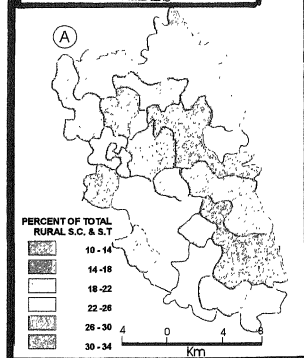 A
PERCENT OF TOTAL
RURAL S.C. & S.T
10 - 14
14 - 18
18 - 22
22 - 26
26 - 30
30 - 34
4 0 4 8
Km